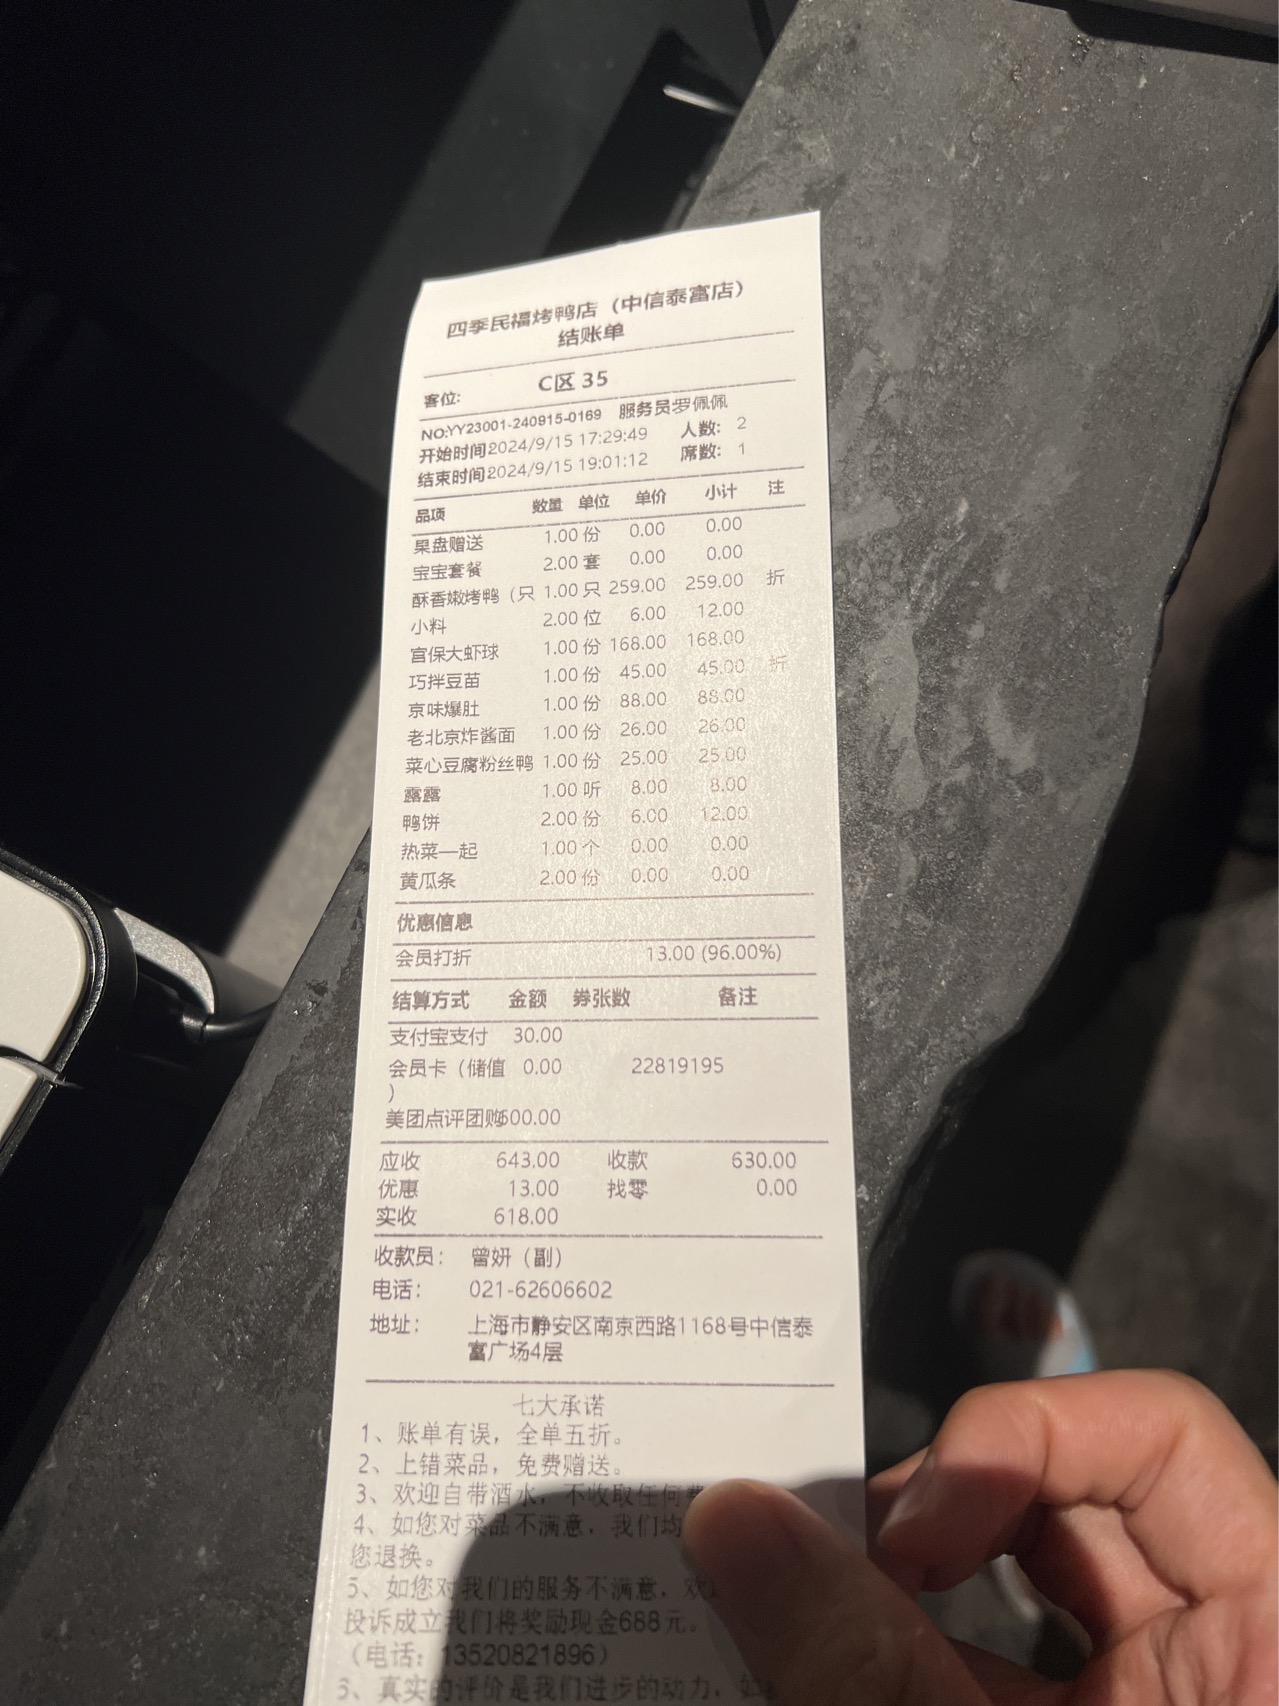 四季民福烤鸭店（中信泰富店）
结账单
客位： C区 35
NO:YY23001-240915-0169 服务员罗佩佩
开始时间2024/9/15 17:29:49 人数： 2
结束时间2024/9/15 19:01:12 席数： 1
品项 数量 单位 单价 小计 注
果盘赠送 1.00 份 0.00 0.00
宝宝套餐 2.00 套 0.00 0.00
酥香嫩烤鸭（只 1.00 只 259.00 259.00 折
小料 2.00 位 6.00 12.00
宫保大虾球 1.00 份 168.00 168.00
巧拌豆苗 1.00 份 45.00 45.00 折
京味爆肚 1.00 份 88.00 88.00
老北京炸酱面 1.00 份 26.00 26.00
菜心豆腐粉丝鸭 1.00 份 25.00 25.00
露露 1.00 听 8.00 8.00
鸭饼 2.00 份 6.00 12.00
热菜一起 1.00 个 0.00 0.00
黄瓜条 2.00 份 0.00 0.00
优惠信息
会员打折 13.00 (96.00%)
结算方式 金额 券张数 备注
支付宝支付 30.00
会员卡（储值 0.00 22819195
）
美团点评团购600.00
应收 643.00 收款 630.00
优惠 13.00 找零 0.00
实收 618.00
收款员： 曾妍（副）
电话： 021-62606602
地址： 上海市静安区南京西路1168号中信泰
富广场4层
七大承诺
1、账单有误，全单五折。
2、上错菜品，免费赠送。
3、欢迎自带酒水，不收取任何费
4、如您对菜品不满意，我们均
您退换。
5、如您对我们的服务不满意，欢
投诉成立我们将奖励现金688元。
（电话：13520821896）
、真实的评价是我们进步的动力，如